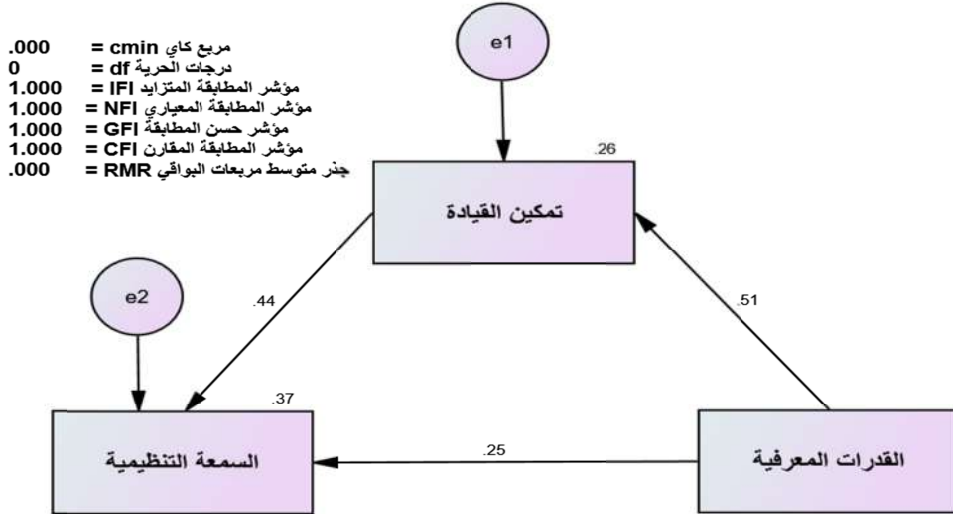 مربع كاي cmin = .000
درجات الحرية df = 0
مؤشر المطابقة المتزايد IFI = 1.000
مؤشر المطابقة المعياري NFI = 1.000
مؤشر حسن المطابقة GFI = 1.000
مؤشر المطابقة المقارن CFI = 1.000
جذر متوسط مربعات البواقي RMR = .000
e1
.26
تمكين القيادة
e2
.44
.51
.37
السمعة التنظيمية
.25
القدرات المعرفية